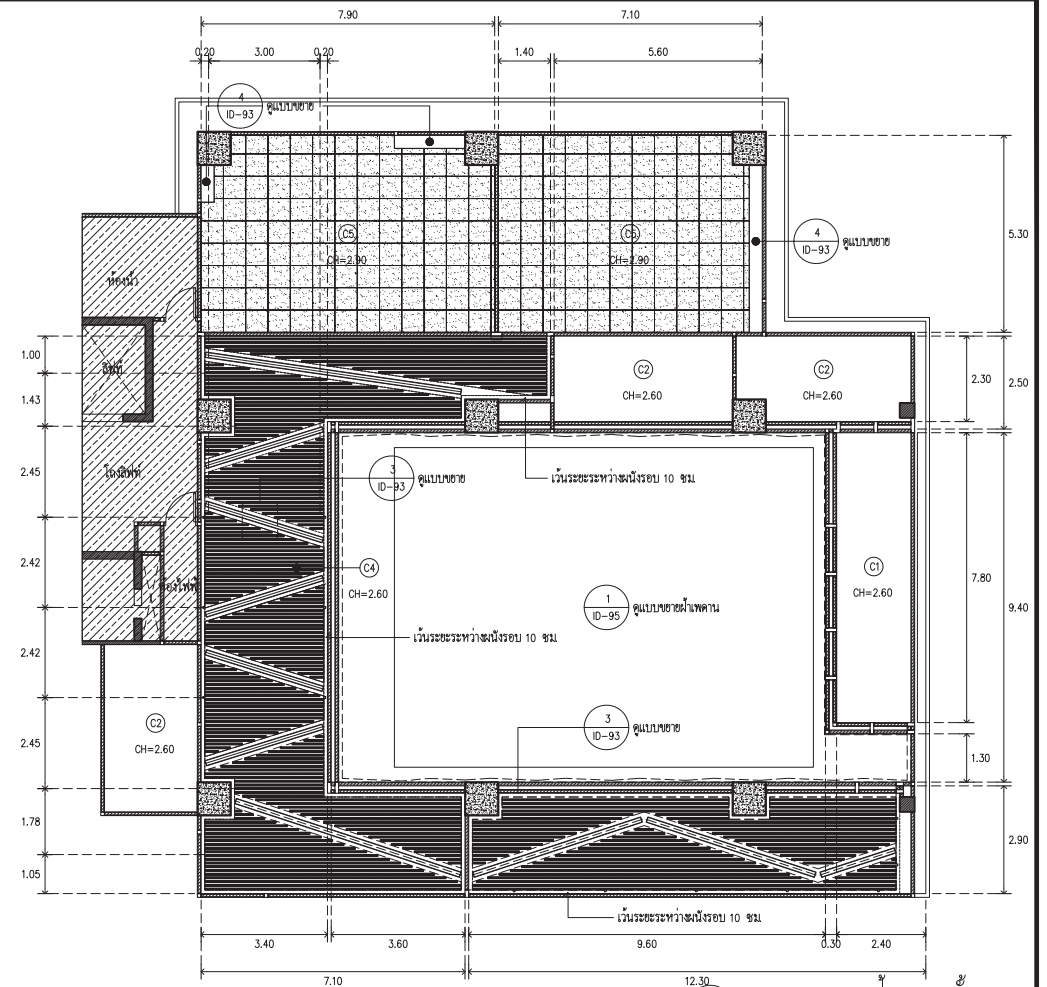 7.90
7.10
0.20
3.00
0.20
1.40
5.60
4
ID-93
ดูแบบขยาย
C5
CH=2.90
C5
CH=2.90
4
ID-93
ดูแบบขยาย
5.30
ห้องน้ำ
1.00
ลิฟท์
1.43
C2
CH=2.60
C2
CH=2.60
2.30
2.50
2.45
โถงลิฟท์
3
ID-93
ดูแบบขยาย
เว้นระยะระหว่างผนังรอบ 10 ซม.
2.42
C4
CH=2.60
C1
CH=2.60
7.80
9.40
1
ID-95
ดูแบบขยายฝ้าเพดาน
เว้นระยะระหว่างผนังรอบ 10 ซม.
2.42
C2
CH=2.60
3
ID-93
ดูแบบขยาย
2.45
1.30
1.78
2.90
1.05
เว้นระยะระหว่างผนังรอบ 10 ซม.
3.40
3.60
9.60
0.30
2.40
7.10
12.30